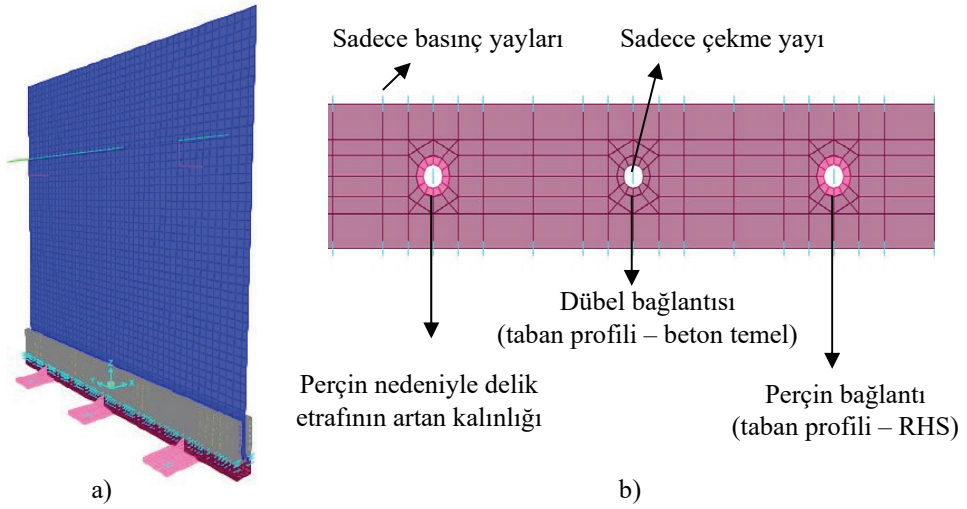 Sadece basınç yayları
Sadece çekme yayı
Dübel bağlantısı
(taban profili – beton temel)
Perçin nedeniyle delik
etrafının artan kalınlığı
Perçin bağlantı
(taban profili – RHS)
a)
b)